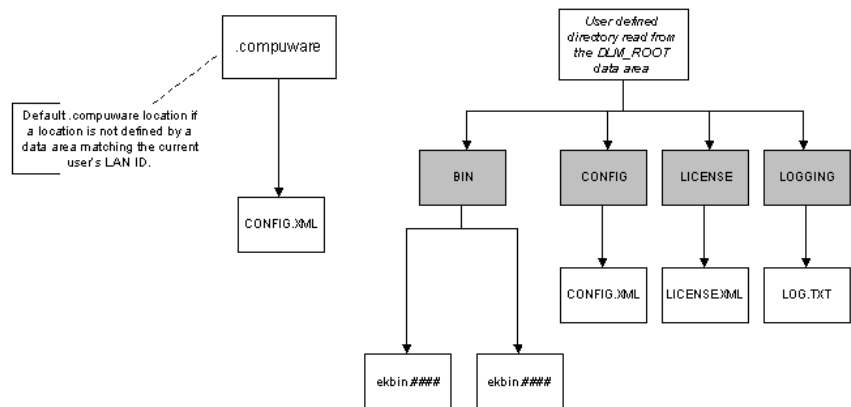 .compuware
Default .compuware location if
a location is not defined by a
data area matching the current
user's LAN ID.
CONFIG.XML
User defined
directory read from
the DLM_ROOT
data area
BIN
CONFIG
LICENSE
LOGGING
CONFIG.XML
LICENSE.XML
LOG.TXT
ekbin.####
ekbin.####